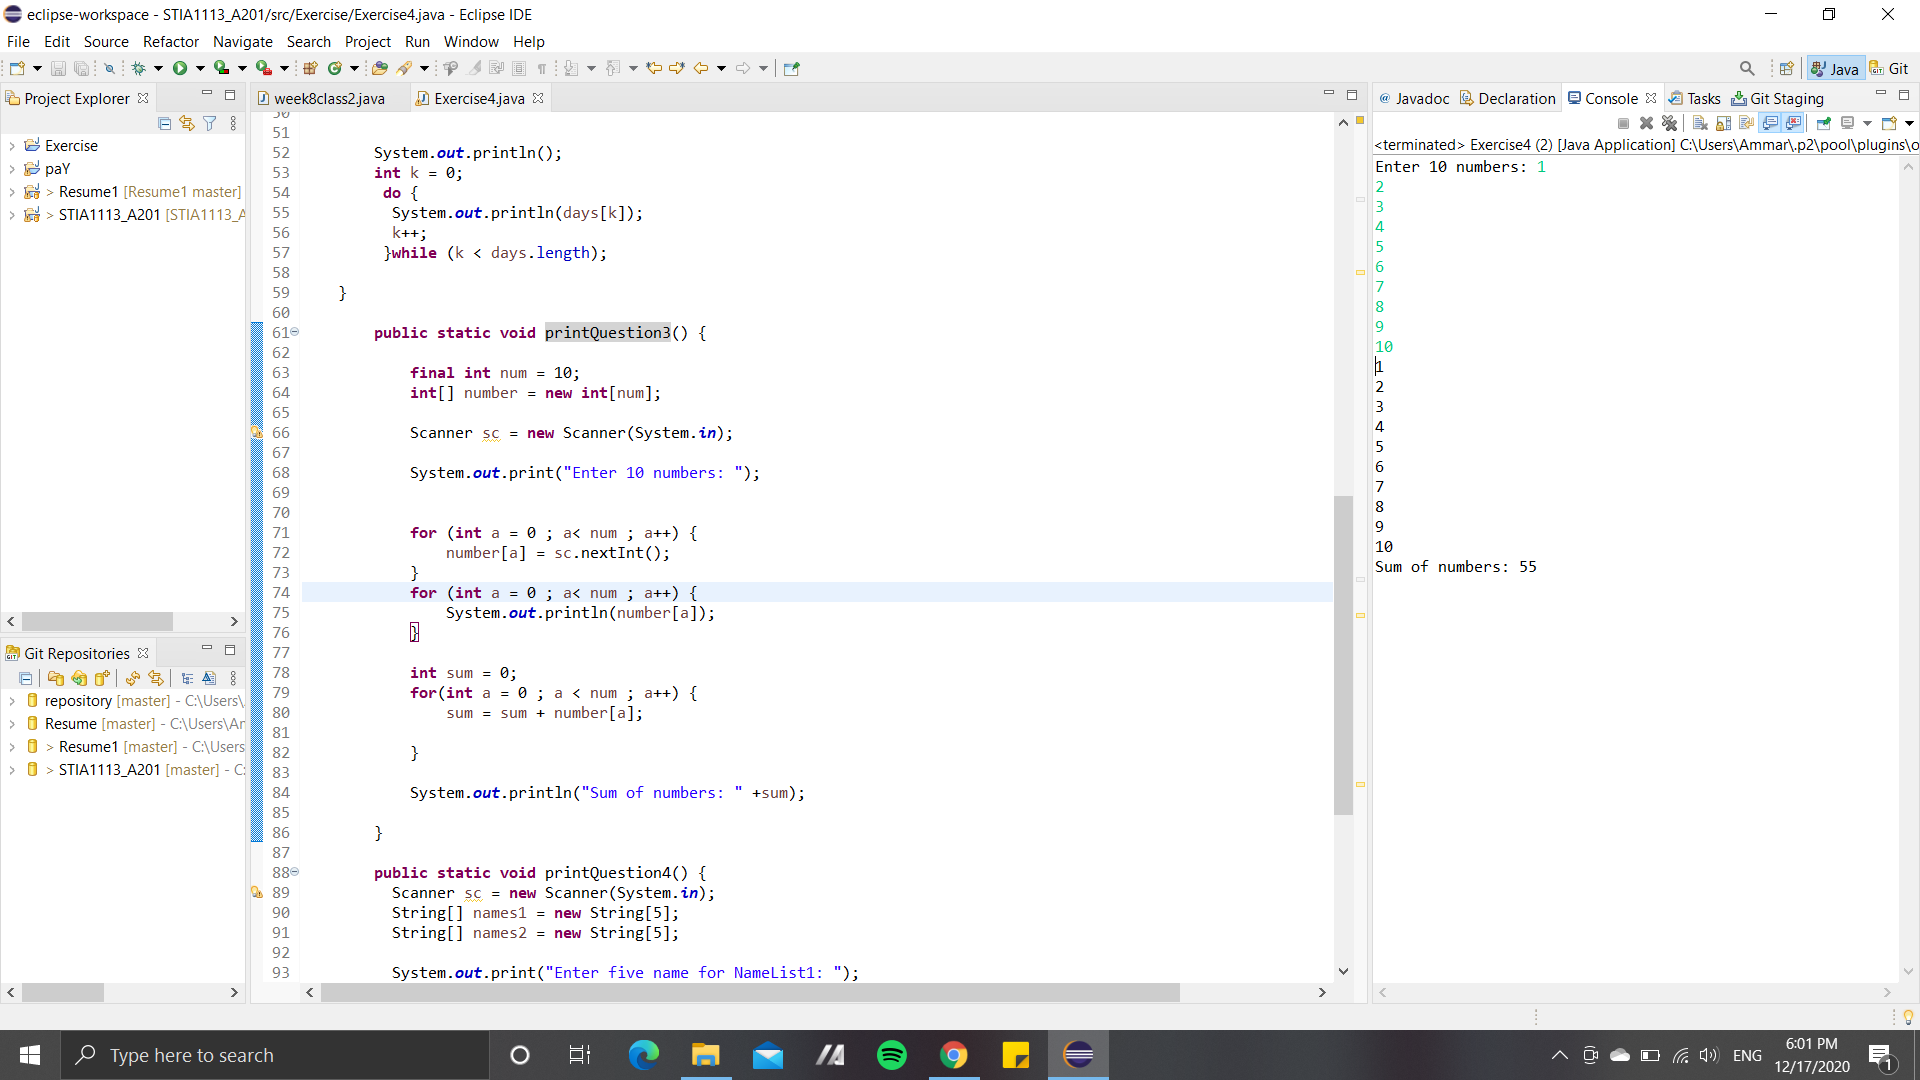 eclipse-workspace - STIA1113_A201/src/Exercise/Exercise4.java - Eclipse IDE
File Edit Source Refactor Navigate Search Project Run Window Help
Java Git
Project Explorer
Exercise
paY
> Resume1 [Resume1 master]
> STIA1113_A201 [STIA1113_A
Git Repositories
repository [master] - C:\Users\
Resume [master] - C:\Users\Am
> Resume1 [master] - C:\Users
> STIA1113_A201 [master] - C:
week8class2.java Exercise4.java
50
51
52 System.out.println();
53 int k = 0;
54 do {
55 System.out.println(days[k]);
56 k++;
57 }while (k < days.length);
58
59 }
60
61 public static void printQuestion3() {
62
63 final int num = 10;
64 int[] number = new int[num];
65
66 Scanner sc = new Scanner(System.in);
67
68 System.out.print("Enter 10 numbers: ");
69
70
71 for (int a = 0 ; a< num ; a++) {
72 number[a] = sc.nextInt();
73 }
74 for (int a = 0 ; a< num ; a++) {
75 System.out.println(number[a]);
76 }
77
78 int sum = 0;
79 for(int a = 0 ; a < num ; a++) {
80 sum = sum + number[a];
81
82 }
83
84 System.out.println("Sum of numbers: " +sum);
85
86 }
87
88 public static void printQuestion4() {
89 Scanner sc = new Scanner(System.in);
90 String[] names1 = new String[5];
91 String[] names2 = new String[5];
92
93 System.out.print("Enter five name for NameList1: ");
@ Javadoc Declaration Console Tasks Git Staging
<terminated> Exercise4 (2) [Java Application] C:\Users\Ammar\.p2\pool\plugins\o
Enter 10 numbers: 1
2
3
4
5
6
7
8
9
10
1
2
3
4
5
6
7
8
9
10
Sum of numbers: 55
Type here to search
ENG
6:01 PM
12/17/2020
1